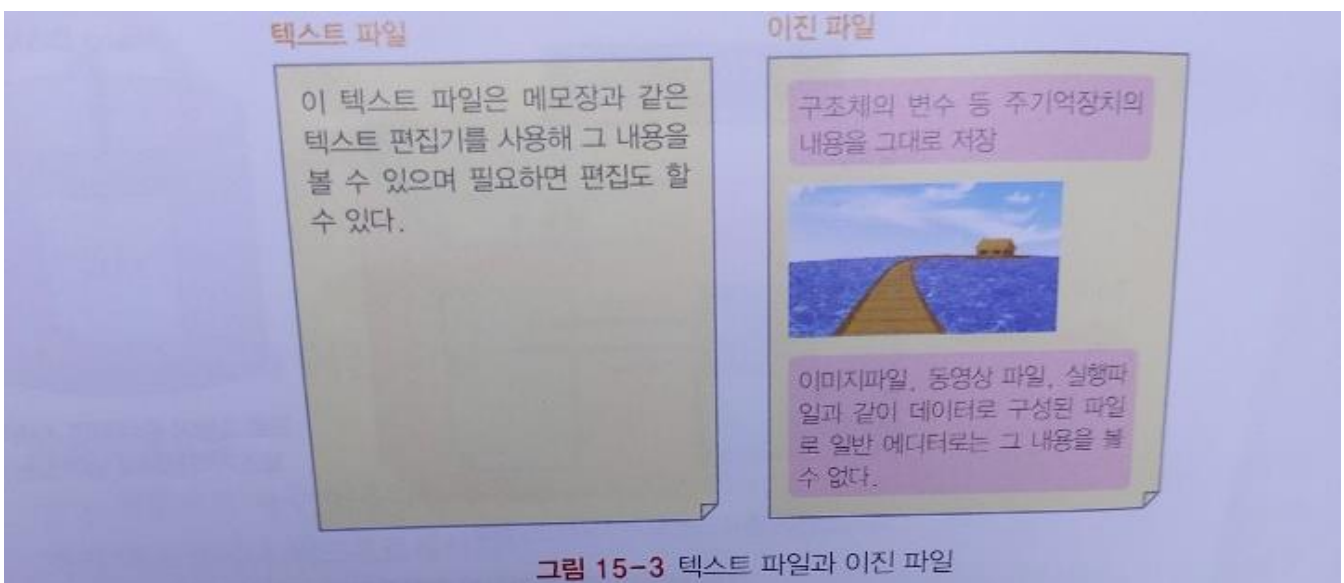 텍스트 파일
이 텍스트 파일은 메모장과 같은
텍스트 편집기를 사용해 그 내용을
볼 수 있으며 필요하면 편집도 할
수 있다.
이진 파일
구조체의 변수 등 주기억장치의
내용을 그대로 저장
이미지파일, 동영상 파일, 실행파
일과 같이 데이터로 구성된 파일
로 일반 에디터로는 그 내용을 볼
수 없다.
그림 15-3 텍스트 파일과 이진 파일